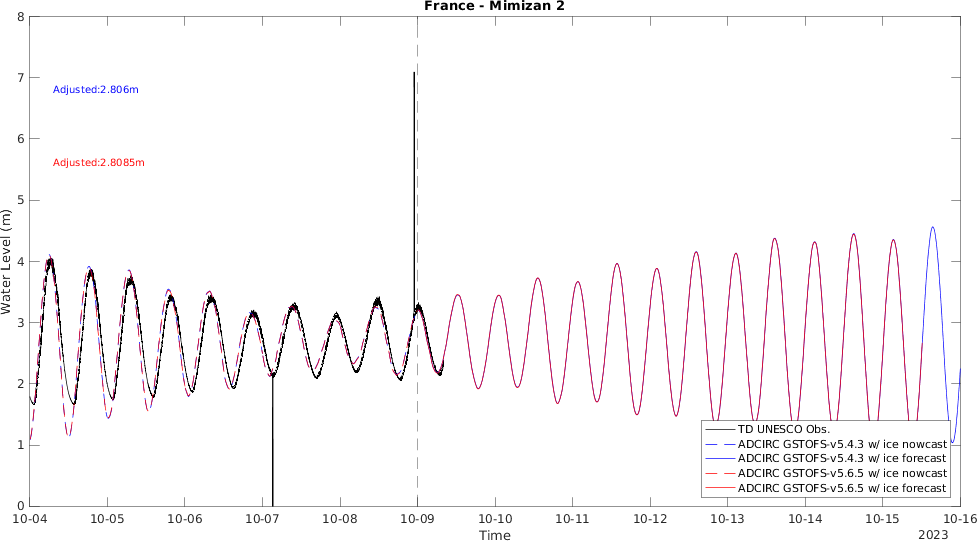 France - Mimizan 2
8
7
6
5
4
3
2
1
0
Water Level (m)
Adjusted:2.806m
Adjusted:2.8085m
TD UNESCO Obs.
ADCIRC GSTOFS-v5.4.3 w/ ice nowcast
ADCIRC GSTOFS-v5.4.3 w/ ice forecast
ADCIRC GSTOFS-v5.6.5 w/ ice nowcast
ADCIRC GSTOFS-v5.6.5 w/ ice forecast
10-04 10-05 10-06 10-07 10-08 10-09 10-10 10-11 10-12 10-13 10-14 10-15 10-16
Time
2023